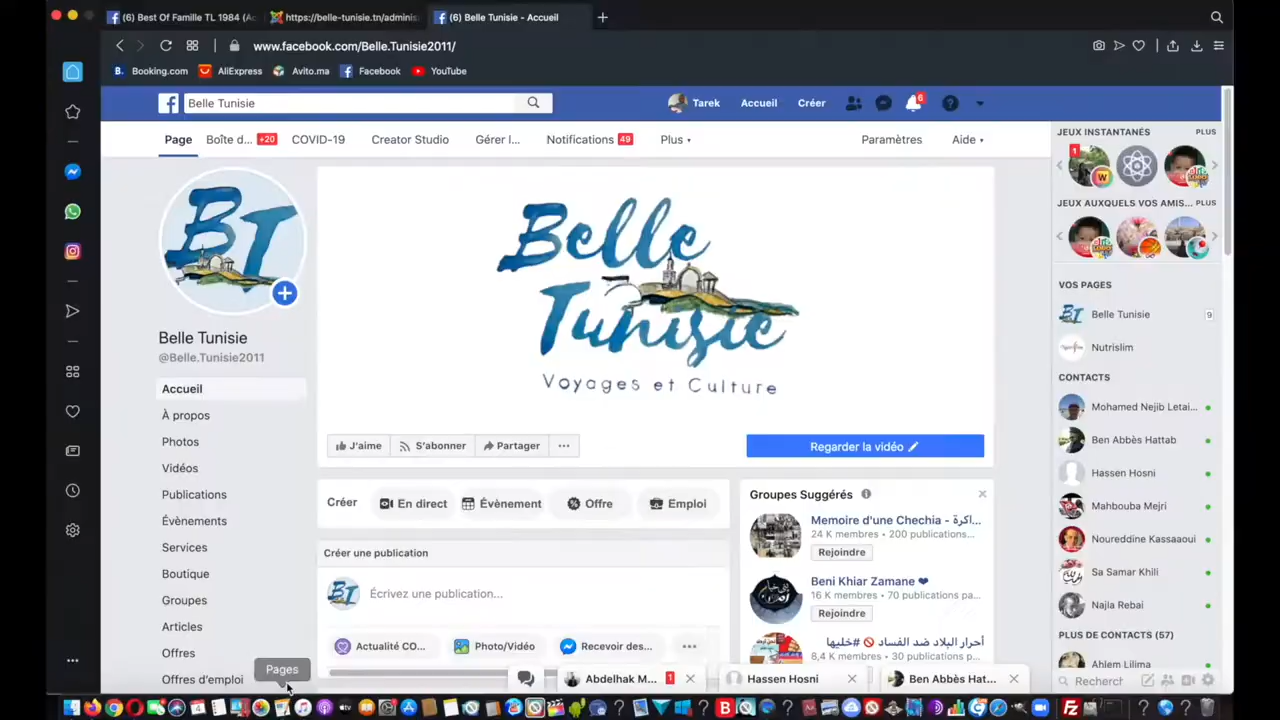 (6) Best Of Famille TL 1984 (A
https://belle-tunisie.tn/adminis
(6) Belle Tunisie - Accueil
www.facebook.com/Belle.Tunisie2011/
Booking.com
AliExpress
Avito.ma
Facebook
YouTube
Belle Tunisie
Tarek
Accueil
Créer
6
Page
Boîte d... +20
COVID-19
Creator Studio
Gérer l...
Notifications 49
Plus
Paramètres
Aide
BT
Belle Tunisie
@Belle.Tunisie2011
Accueil
À propos
Photos
Vidéos
Publications
Évènements
Services
Boutique
Groupes
Articles
Offres
Offres d'emploi
Pages
Belle
Tunisie
Voyages et Culture
J'aime
S'abonner
Partager
Regarder la vidéo
Créer
En direct
Évènement
Offre
Emploi
Créer une publication
Écrivez une publication...
Actualité CO...
Photo/Vidéo
Recevoir des...
Groupes Suggérés
Memoire d'une Chechia - اكرة...
24 K membres • 200 publications...
Rejoindre
Beni Khiar Zamane
16 K membres • 70 publications pa...
Rejoindre
أحرار البلاد ضد الفساد 🚫 #خليها
8,4 K membres • 30 publications...
JEUX INSTANTANÉS
PLUS
1
JEUX AUXQUELS VOS AMIS...
PLUS
VOS PAGES
Belle Tunisie
9
Nutrislim
CONTACTS
Mohamed Nejib Letai...
Ben Abbès Hattab
Hassen Hosni
Mahbouba Mejri
Noureddine Kassaaoui
Sa Samar Khili
Najla Rebai
PLUS DE CONTACTS (57)
Ahlem Lilima
Recherct
Abdelhak M... 1
Hassen Hosni
Ben Abbès Hat...